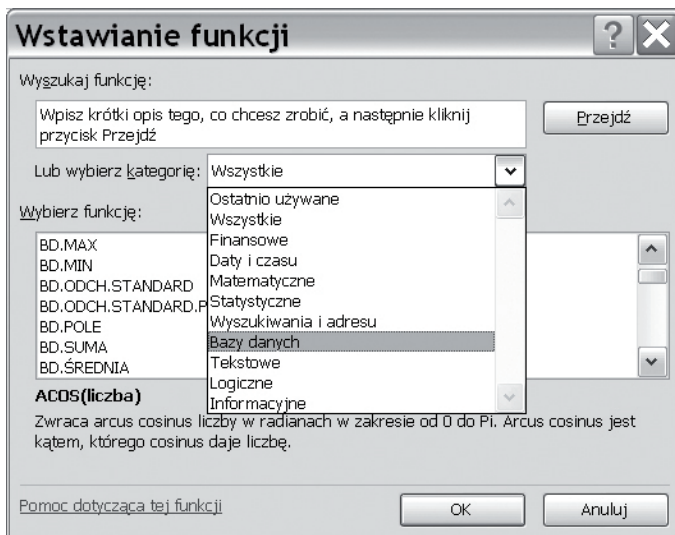 Wstawianie funkcji
Wyszukaj funkcję:
Wpisz krótki opis tego, co chcesz zrobić, a następnie kliknij
przycisk Przejdź
Przejdź
Lub wybierz kategorię: Wszystkie
Ostatnio używane
Wszystkie
Finansowe
Daty i czasu
Matematyczne
Statystyczne
Wyszukiwania i adresu
Bazy danych
Tekstowe
Logiczne
Informacyjne
Wybierz funkcję:
BD.MAX
BD.MIN
BD.ODCH.STANDARD
BD.ODCH.STANDARD.P
BD.POLE
BD.SUMA
BD.ŚREDNIA
ACOS(liczba)
Zwraca arcus cosinus liczby w radianach w zakresie od 0 do Pi. Arcus cosinus jest
kątem, którego cosinus daje liczbę.
Pomoc dotycząca tej funkcji
OK
Anuluj